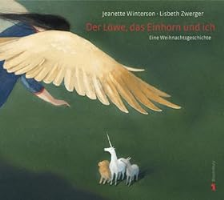 Jeanette Winterson · Lisbeth Zwerger
Der Löwe, das Einhorn und ich
Eine Weihnachtsgeschichte